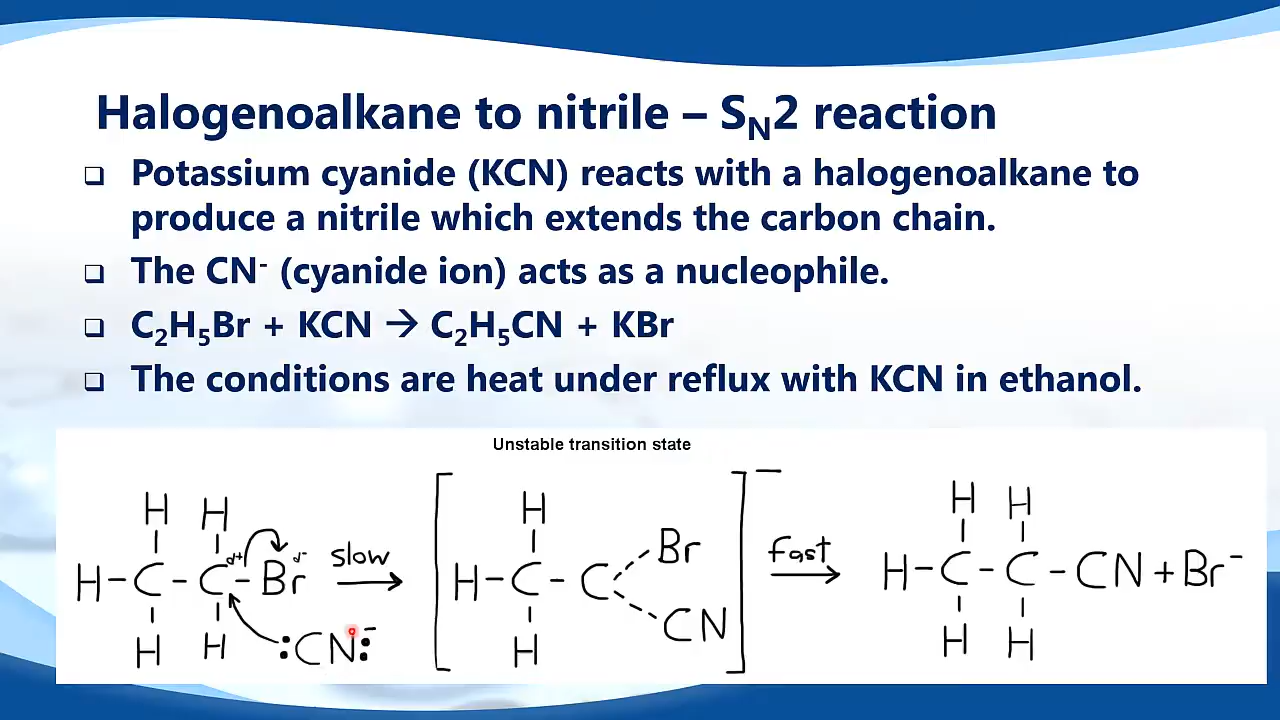 Halogenoalkane to nitrile – SN2 reaction
❑ Potassium cyanide (KCN) reacts with a halogenoalkane to
produce a nitrile which extends the carbon chain.
❑ The CN⁻ (cyanide ion) acts as a nucleophile.
❑ C₂H₅Br + KCN → C₂H₅CN + KBr
❑ The conditions are heat under reflux with KCN in ethanol.
Unstable transition state
H H
H–C–C–Br
δ+ δ-
H H
:CN:⁻
slow
H
H–C–C
Br
CN
H
–
Fast
H H
H–C–C–CN + Br⁻
H H